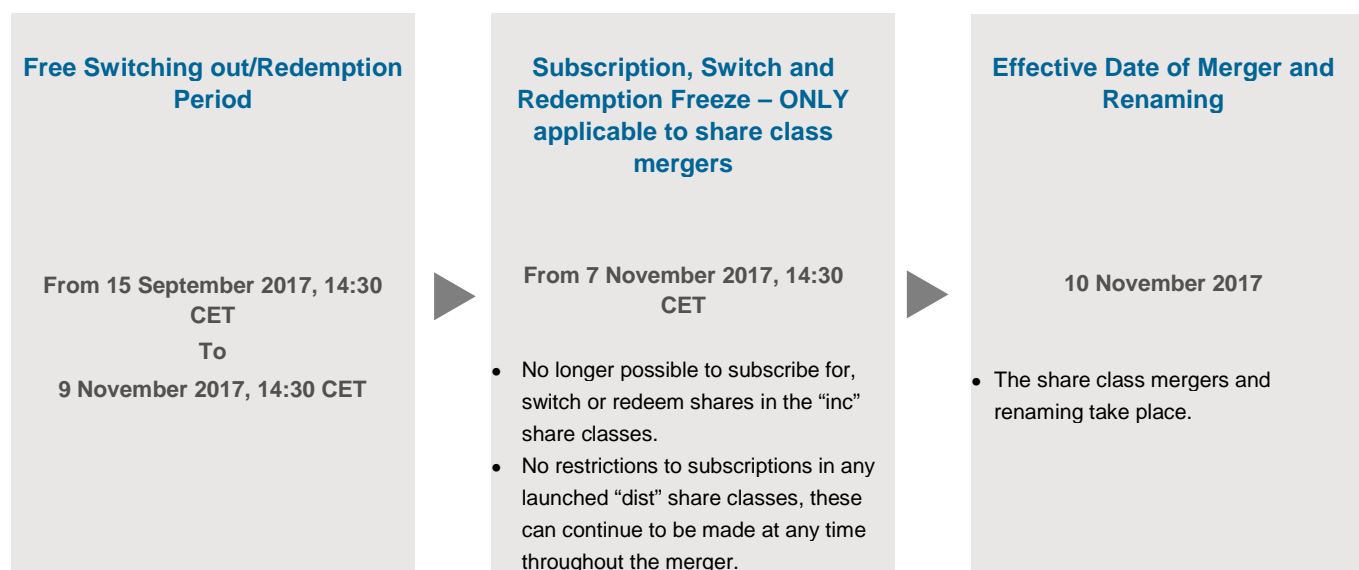 Free Switching out/Redemption
Period
From 15 September 2017, 14:30
CET
To
9 November 2017, 14:30 CET
Subscription, Switch and
Redemption Freeze – ONLY
applicable to share class
mergers
From 7 November 2017, 14:30
CET
• No longer possible to subscribe for,
switch or redeem shares in the “inc”
share classes.
• No restrictions to subscriptions in any
launched “dist” share classes, these
can continue to be made at any time
throughout the merger.
Effective Date of Merger and
Renaming
10 November 2017
• The share class mergers and
renaming take place.